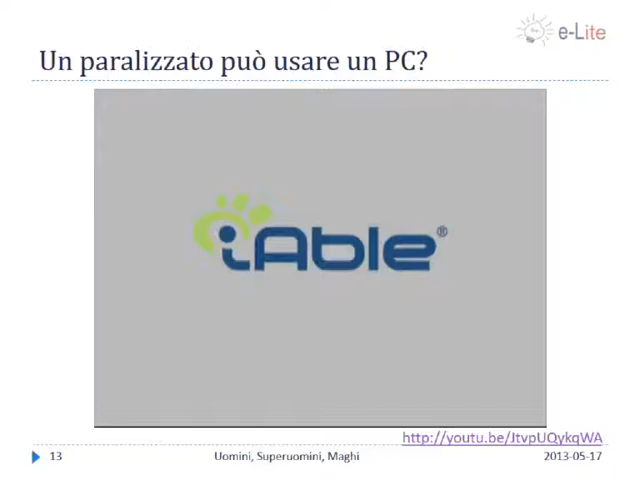 e-Lite
Un paralizzato può usare un PC?
iAble®
http://youtu.be/JtvpUQykqWA
13
Uomini, Superuomini, Maghi
2013-05-17